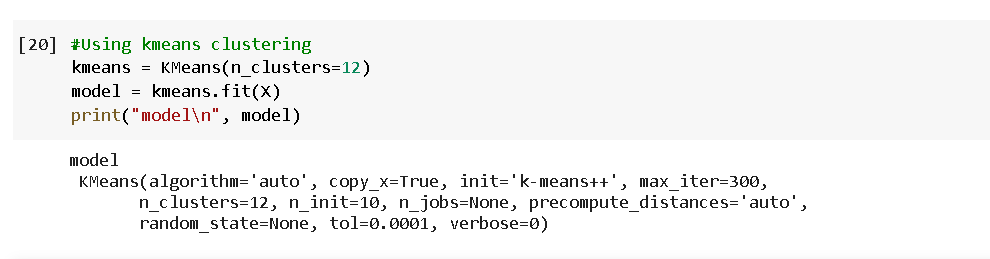 [20] #Using kmeans clustering
kmeans = KMeans(n_clusters=12)
model = kmeans.fit(X)
print("model\n", model)
model
KMeans(algorithm='auto', copy_x=True, init='k-means++', max_iter=300,
n_clusters=12, n_init=10, n_jobs=None, precompute_distances='auto',
random_state=None, tol=0.0001, verbose=0)